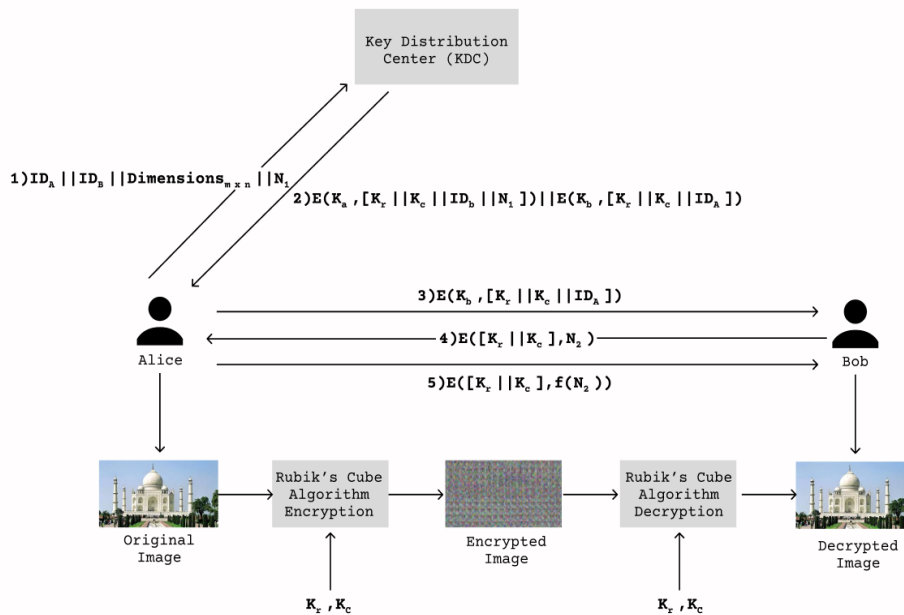 Key Distribution
Center (KDC)
1)ID_A||ID_B||Dimensions_m x n||N_1
2)E(K_a,[K_r||K_c||ID_b||N_1])||E(K_b,[K_r||K_c||ID_A])
3)E(K_b,[K_r||K_c||ID_A])
4)E([K_r||K_c],N_2)
5)E([K_r||K_c],f(N_2))
Alice
Bob
Rubik's Cube
Algorithm
Encryption
Rubik's Cube
Algorithm
Decryption
Original
Image
Encrypted
Image
Decrypted
Image
K_r,K_C
K_r,K_C